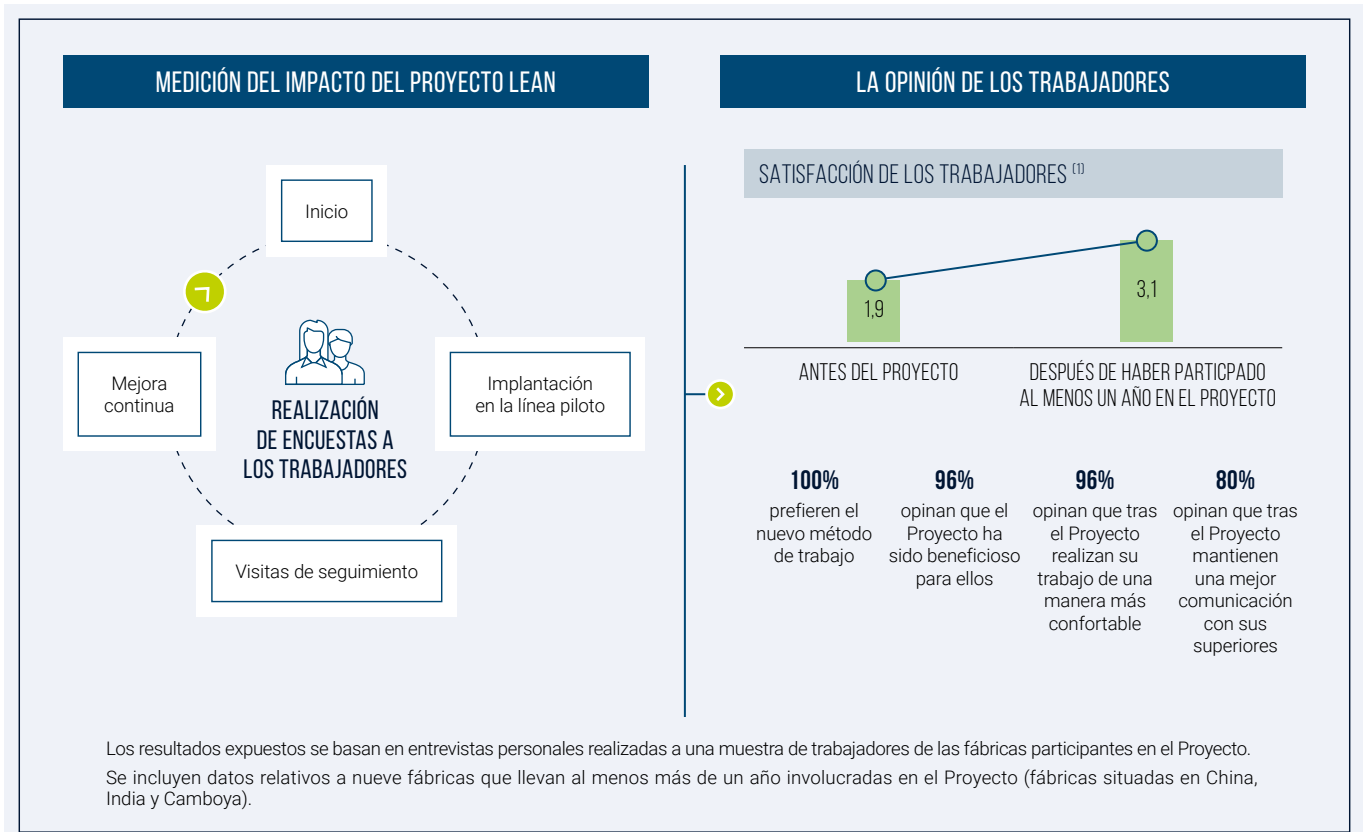 MEDICIÓN DEL IMPACTO DEL PROYECTO LEAN
Inicio
Mejora
continua
REALIZACIÓN
DE ENCUESTAS A
LOS TRABAJADORES
Implantación
en la línea piloto
Visitas de seguimiento
LA OPINIÓN DE LOS TRABAJADORES
SATISFACCIÓN DE LOS TRABAJADORES (1)
1,9
3,1
ANTES DEL PROYECTO
DESPUÉS DE HABER PARTICPADO
AL MENOS UN AÑO EN EL PROYECTO
100%
prefieren el
nuevo método
de trabajo
96%
opinan que el
Proyecto ha
sido beneficioso
para ellos
96%
opinan que tras
el Proyecto
realizan su
trabajo de una
manera más
confortable
80%
opinan que tras
el Proyecto
mantienen
una mejor
comunicación
con sus
superiores
Los resultados expuestos se basan en entrevistas personales realizadas a una muestra de trabajadores de las fábricas participantes en el Proyecto.
Se incluyen datos relativos a nueve fábricas que llevan al menos más de un año involucradas en el Proyecto (fábricas situadas en China,
India y Camboya).